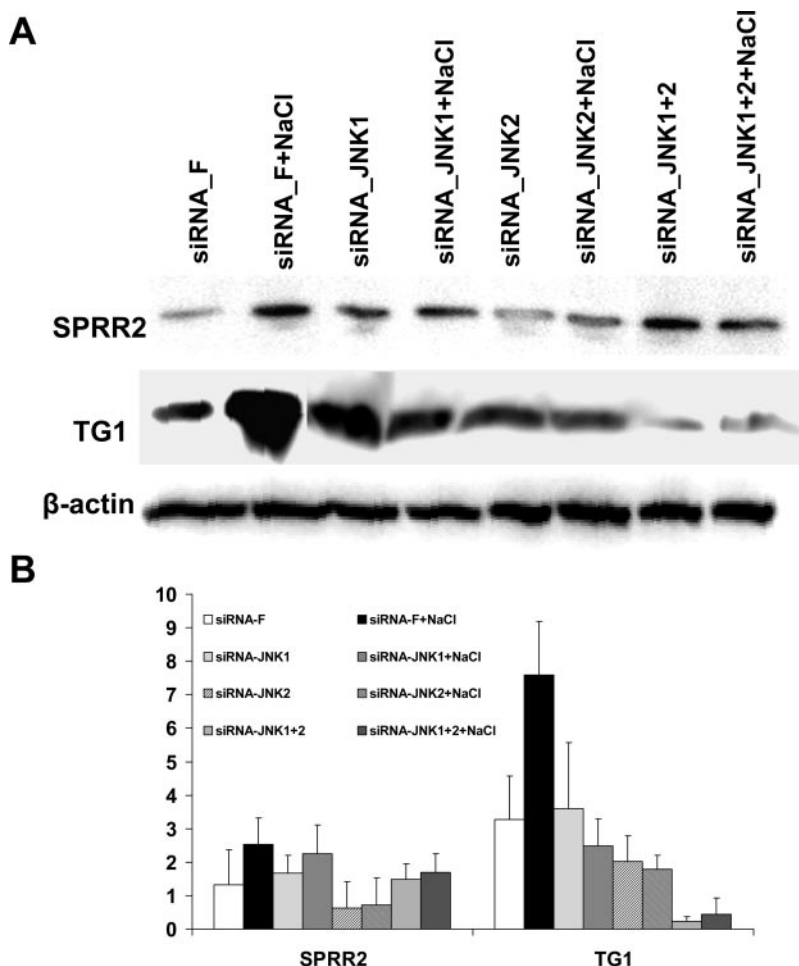 A
siRNA_F
siRNA_F+NaCl
siRNA_JNK1
siRNA_JNK1+NaCl
siRNA_JNK2
siRNA_JNK2+NaCl
siRNA_JNK1+2
siRNA_JNK1+2+NaCl
SPRR2
TG1
β-actin
B
10
9
8
7
6
5
4
3
2
1
0
siRNA-F
siRNA-F+NaCl
siRNA-JNK1
siRNA-JNK1+NaCl
siRNA-JNK2
siRNA-JNK2+NaCl
siRNA-JNK1+2
siRNA-JNK1+2+NaCl
SPRR2
TG1